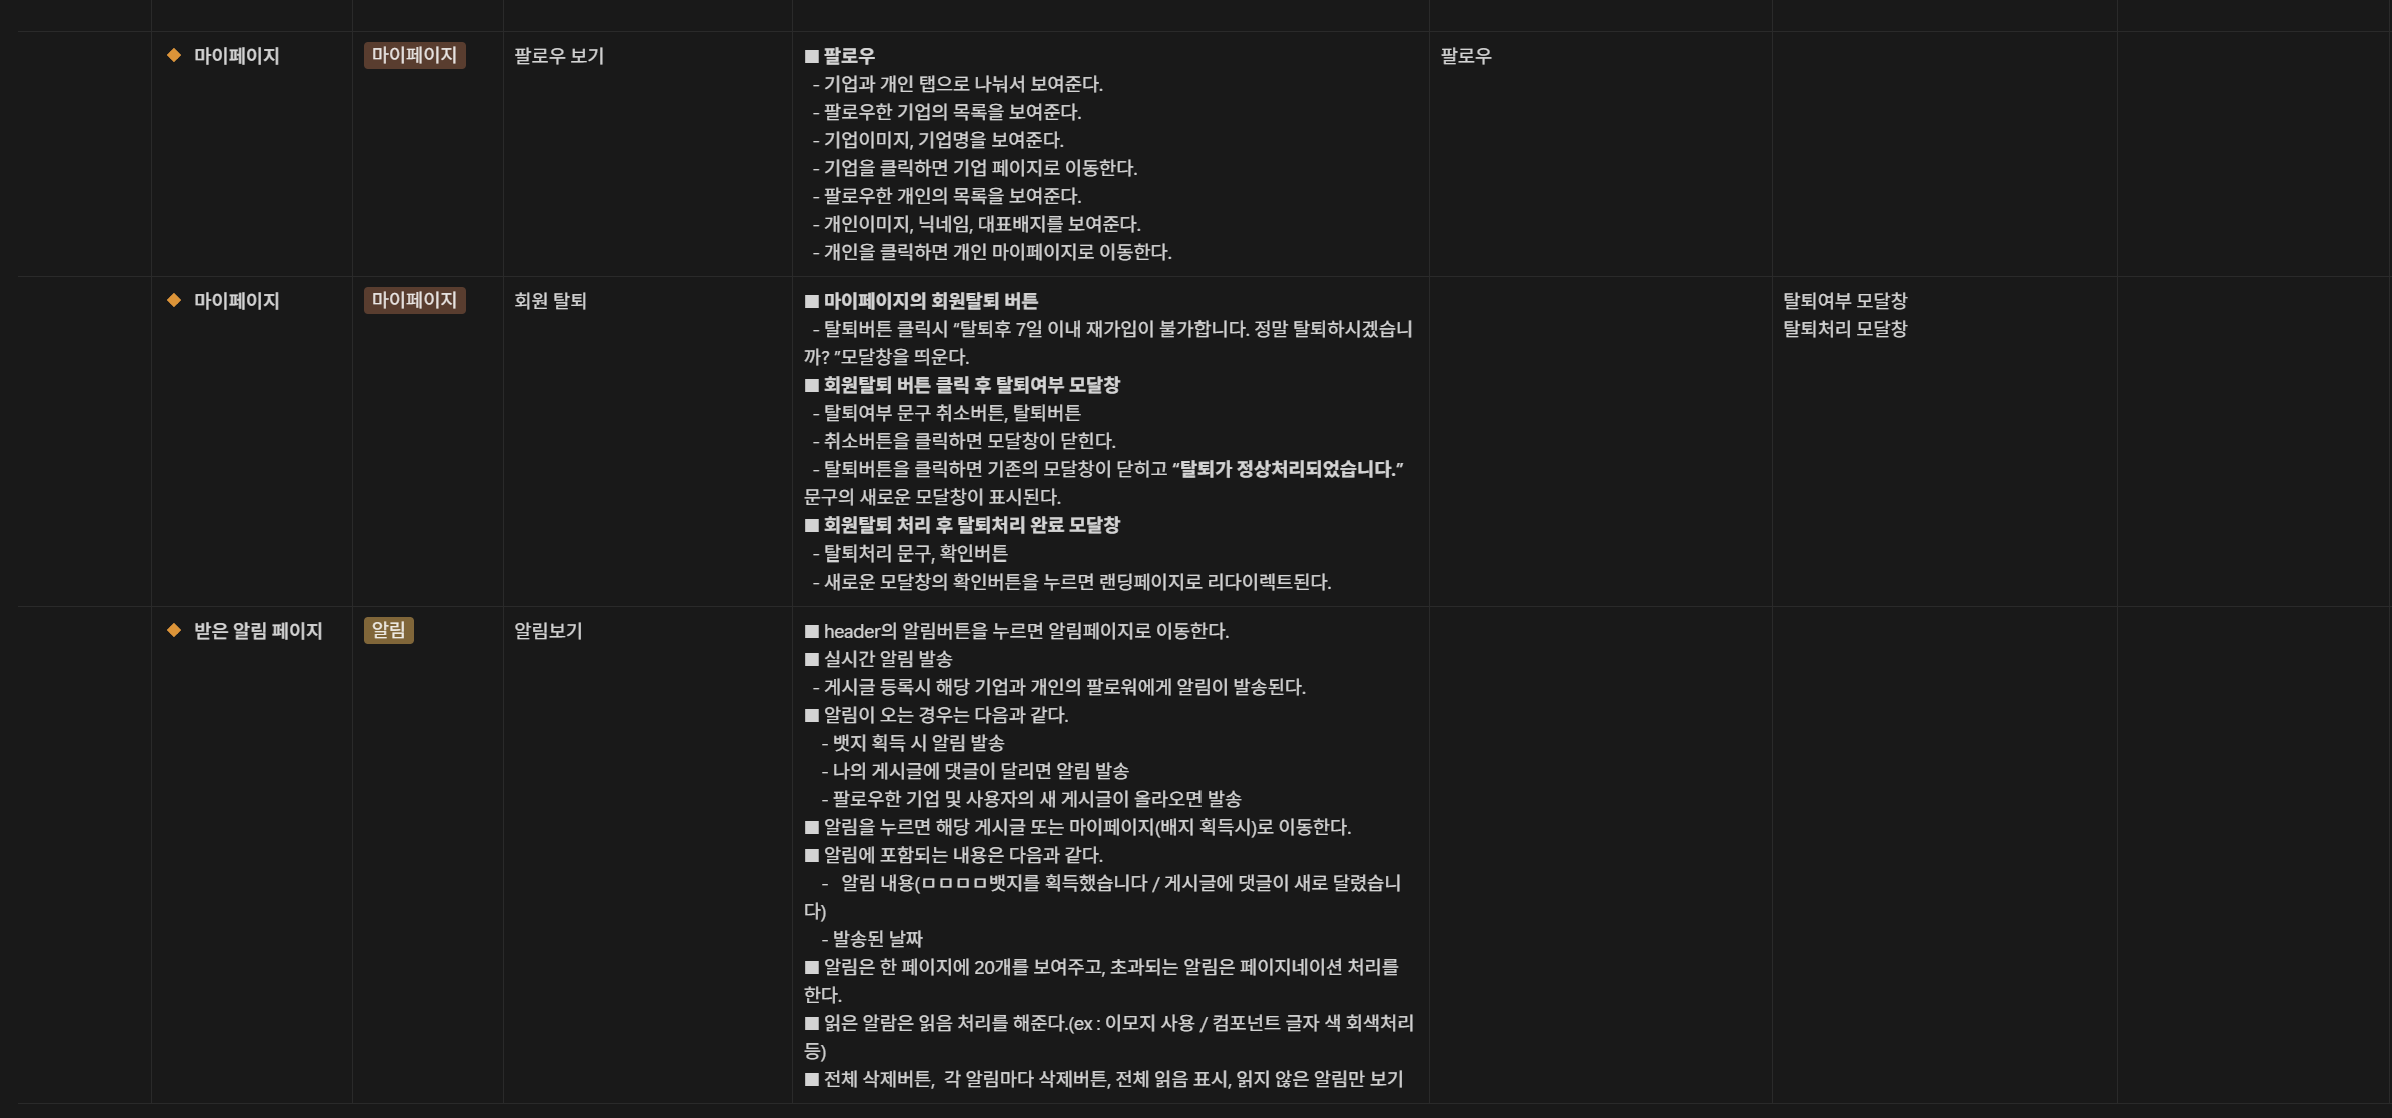 마이페이지
마이페이지
팔로우 보기
■ 팔로우
- 기업과 개인 탭으로 나눠서 보여준다.
- 팔로우한 기업의 목록을 보여준다.
- 기업이미지, 기업명을 보여준다.
- 기업을 클릭하면 기업 페이지로 이동한다.
- 팔로우한 개인의 목록을 보여준다.
- 개인이미지, 닉네임, 대표배지를 보여준다.
- 개인을 클릭하면 개인 마이페이지로 이동한다.
팔로우
마이페이지
마이페이지
회원 탈퇴
■ 마이페이지의 회원탈퇴 버튼
- 탈퇴버튼 클릭시 “탈퇴후 7일 이내 재가입이 불가합니다. 정말 탈퇴하시겠습니
까? “모달창을 띄운다.
■ 회원탈퇴 버튼 클릭 후 탈퇴여부 모달창
- 탈퇴여부 문구 취소버튼, 탈퇴버튼
- 취소버튼을 클릭하면 모달창이 닫힌다.
- 탈퇴버튼을 클릭하면 기존의 모달창이 닫히고 “탈퇴가 정상처리되었습니다.”
문구의 새로운 모달창이 표시된다.
■ 회원탈퇴 처리 후 탈퇴처리 완료 모달창
- 탈퇴처리 문구, 확인버튼
- 새로운 모달창의 확인버튼을 누르면 랜딩페이지로 리다이렉트된다.
탈퇴여부 모달창
탈퇴처리 모달창
받은 알림 페이지
알림
알림보기
■ header의 알림버튼을 누르면 알림페이지로 이동한다.
■ 실시간 알림 발송
- 게시글 등록시 해당 기업과 개인의 팔로워에게 알림이 발송된다.
■ 알림이 오는 경우는 다음과 같다.
- 뱃지 획득 시 알림 발송
- 나의 게시글에 댓글이 달리면 알림 발송
- 팔로우한 기업 및 사용자의 새 게시글이 올라오면 발송
■ 알림을 누르면 해당 게시글 또는 마이페이지(배지 획득시)로 이동한다.
■ 알림에 포함되는 내용은 다음과 같다.
- 알림 내용(ㅁㅁㅁㅁ뱃지를 획득했습니다 / 게시글에 댓글이 새로 달렸습니
다)
- 발송된 날짜
■ 알림은 한 페이지에 20개를 보여주고, 초과되는 알림은 페이지네이션 처리를
한다.
■ 읽은 알람은 읽음 처리를 해준다.(ex : 이모지 사용 / 컴포넌트 글자 색 회색처리
등)
■ 전체 삭제버튼, 각 알림마다 삭제버튼, 전체 읽음 표시, 읽지 않은 알림만 보기